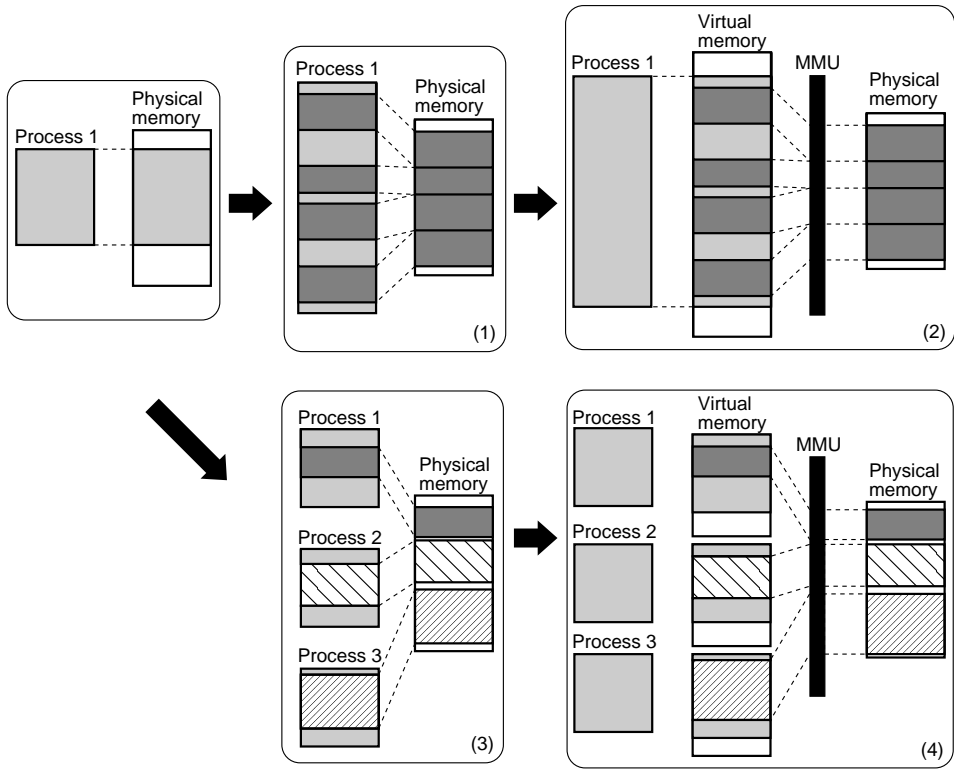 Process 1
Physical
memory
Process 1
Physical
memory
(1)
Process 1
Virtual
memory
MMU
Physical
memory
(2)
Process 1
Process 2
Process 3
Physical
memory
(3)
Process 1
Process 2
Process 3
Virtual
memory
MMU
Physical
memory
(4)